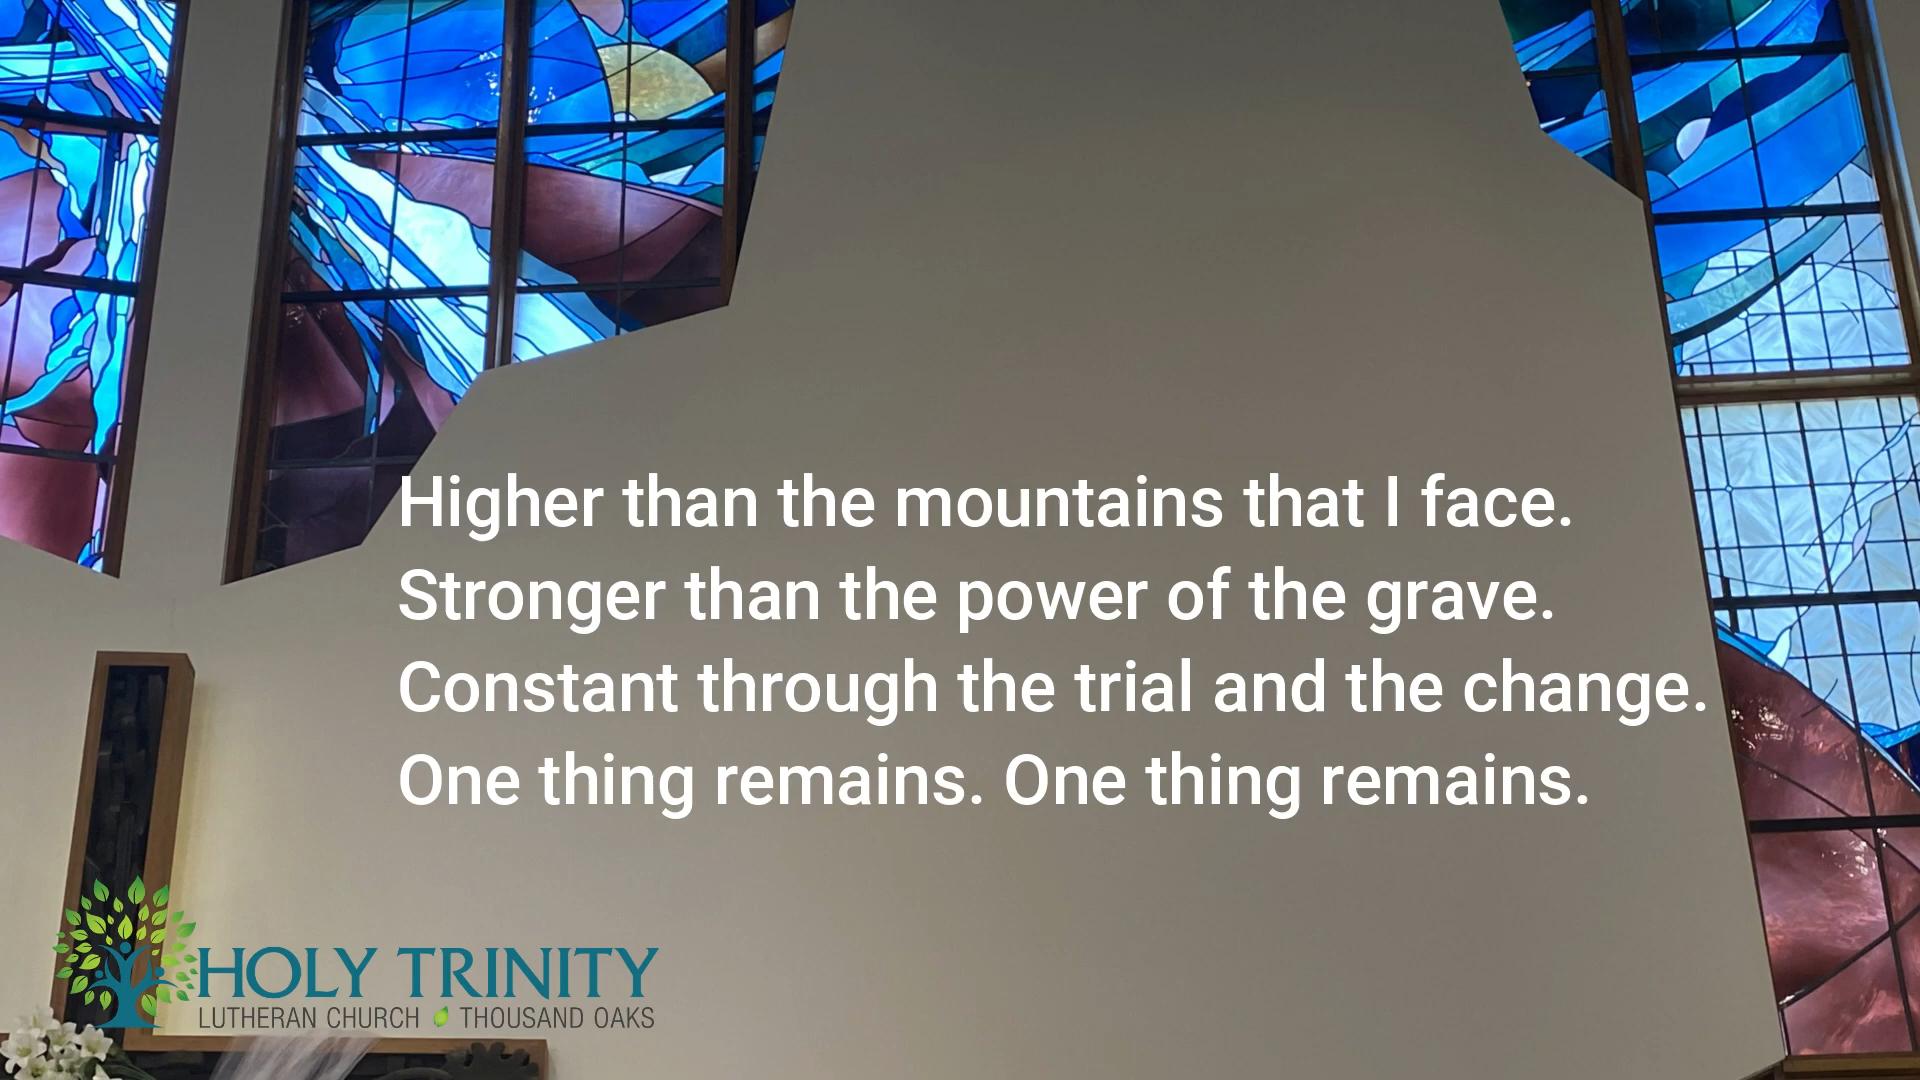 Higher than the mountains that I face.
Stronger than the power of the grave.
Constant through the trial and the change.
One thing remains. One thing remains.
HOLY TRINITY
LUTHERAN CHURCH THOUSAND OAKS